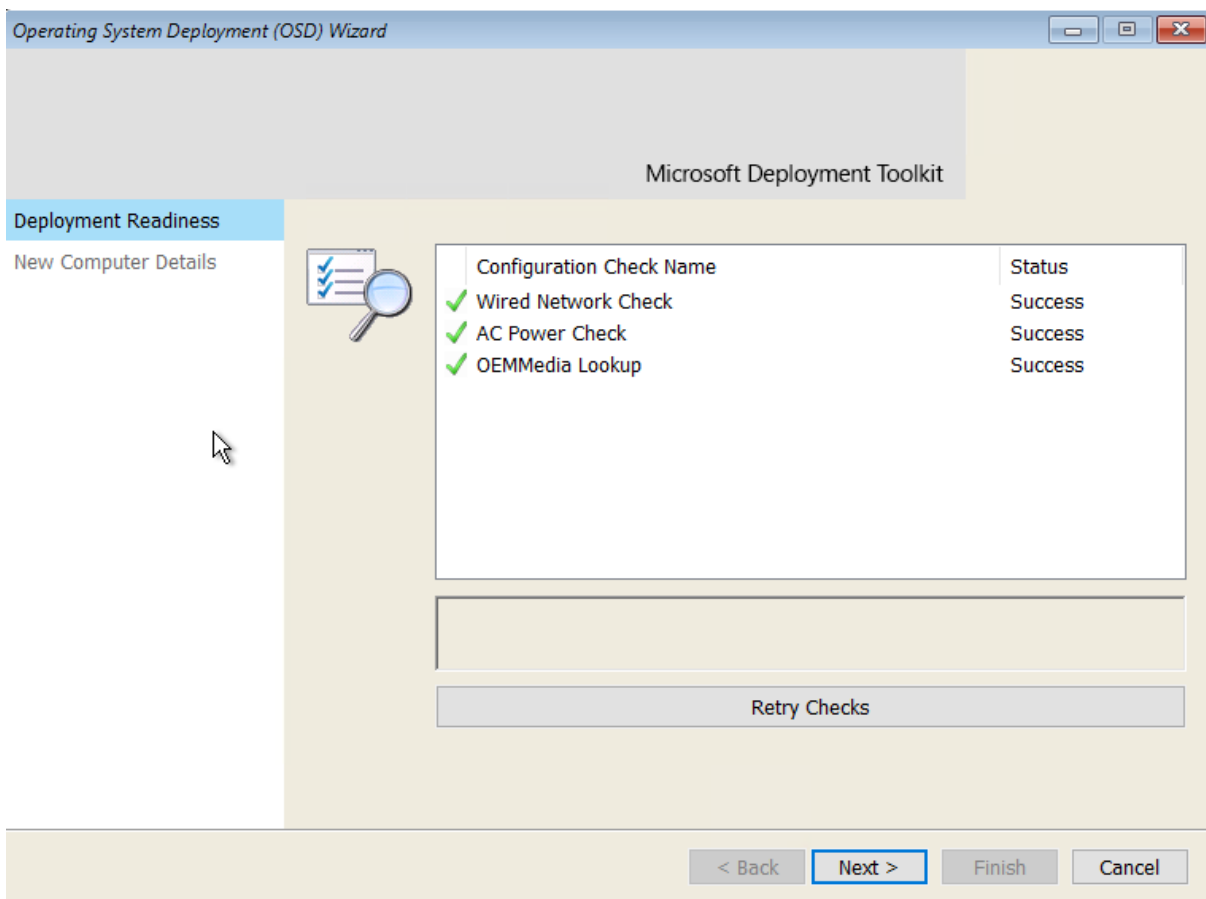 Operating System Deployment (OSD) Wizard
Microsoft Deployment Toolkit
Deployment Readiness
New Computer Details
Configuration Check Name Status
Wired Network Check Success
AC Power Check Success
OEMMedia Lookup Success
Retry Checks
< Back Next > Finish Cancel